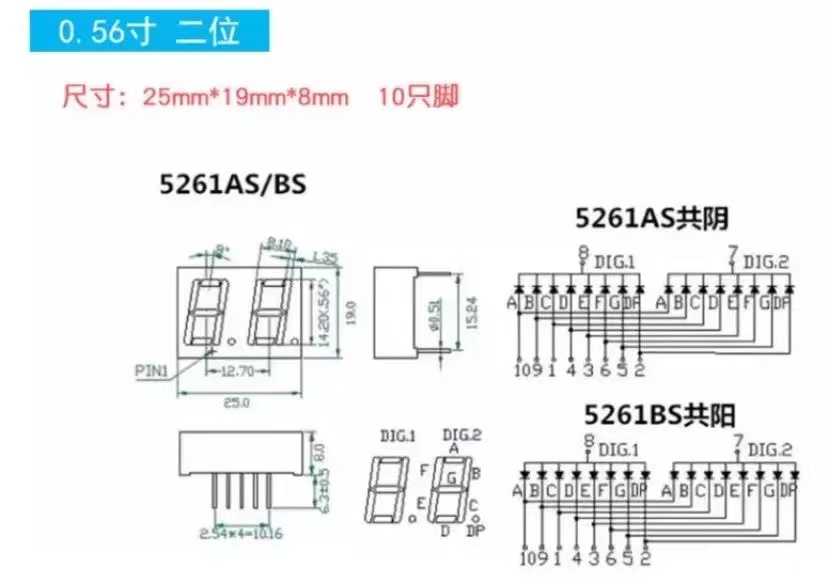 0.56寸 二位
尺寸：25mm*19mm*8mm 10只脚
5261AS/BS
8°
8.10
1.35
14.20(.56")
19.0
PIN1
12.70
25.0
Ø0.51
15.24
5261AS共阴
8 DIG.1 7 DIG.2
A B C D E F G DP A B C D E F G DP
10 9 1 4 3 6 5 2
5261BS共阳
8 DIG.1 7 DIG.2
A B C D E F G DP A B C D E F G DP
10 9 1 4 3 6 5 2
8.0
6.3±0.5
2.54*4=10.16
DIG.1 DIG.2
A
F G B
E C
D DP